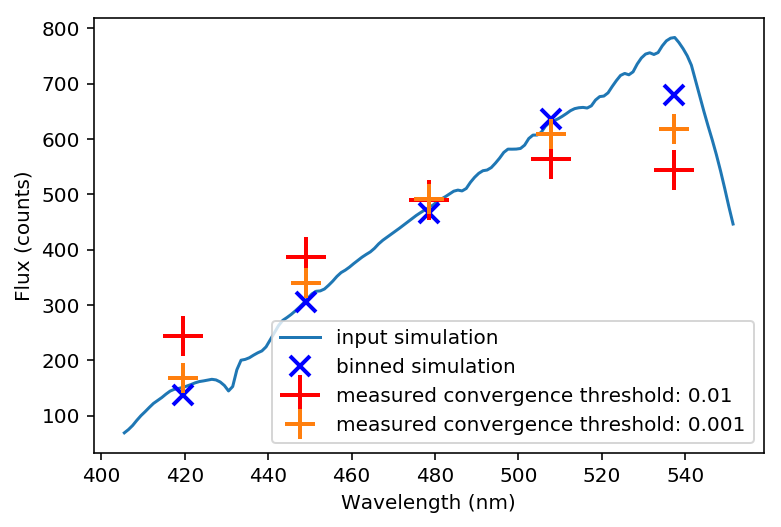 800
700
600
500
400
300
200
100
Flux (counts)
input simulation
binned simulation
measured convergence threshold: 0.01
measured convergence threshold: 0.001
400 420 440 460 480 500 520 540
Wavelength (nm)